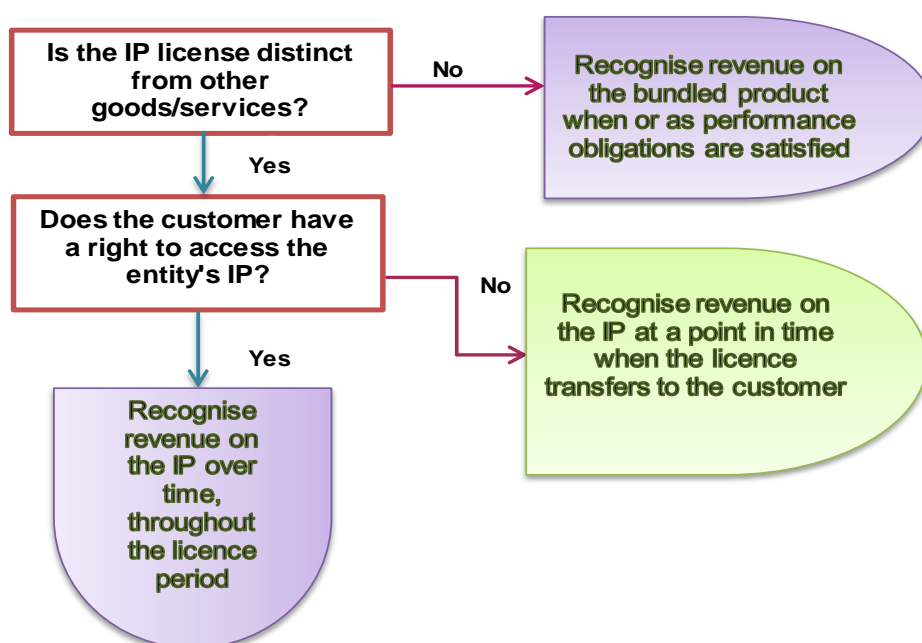 Is the IP license distinct
from other
goods/services?
No
Recognise revenue on
the bundled product
when or as performance
obligations are satisfied
Yes
Does the customer have
a right to access the
entity's IP?
No
Recognise revenue on
the IP at a point in time
when the licence
transfers to the customer
Yes
Recognise
revenue on
the IP over
time,
throughout
the licence
period